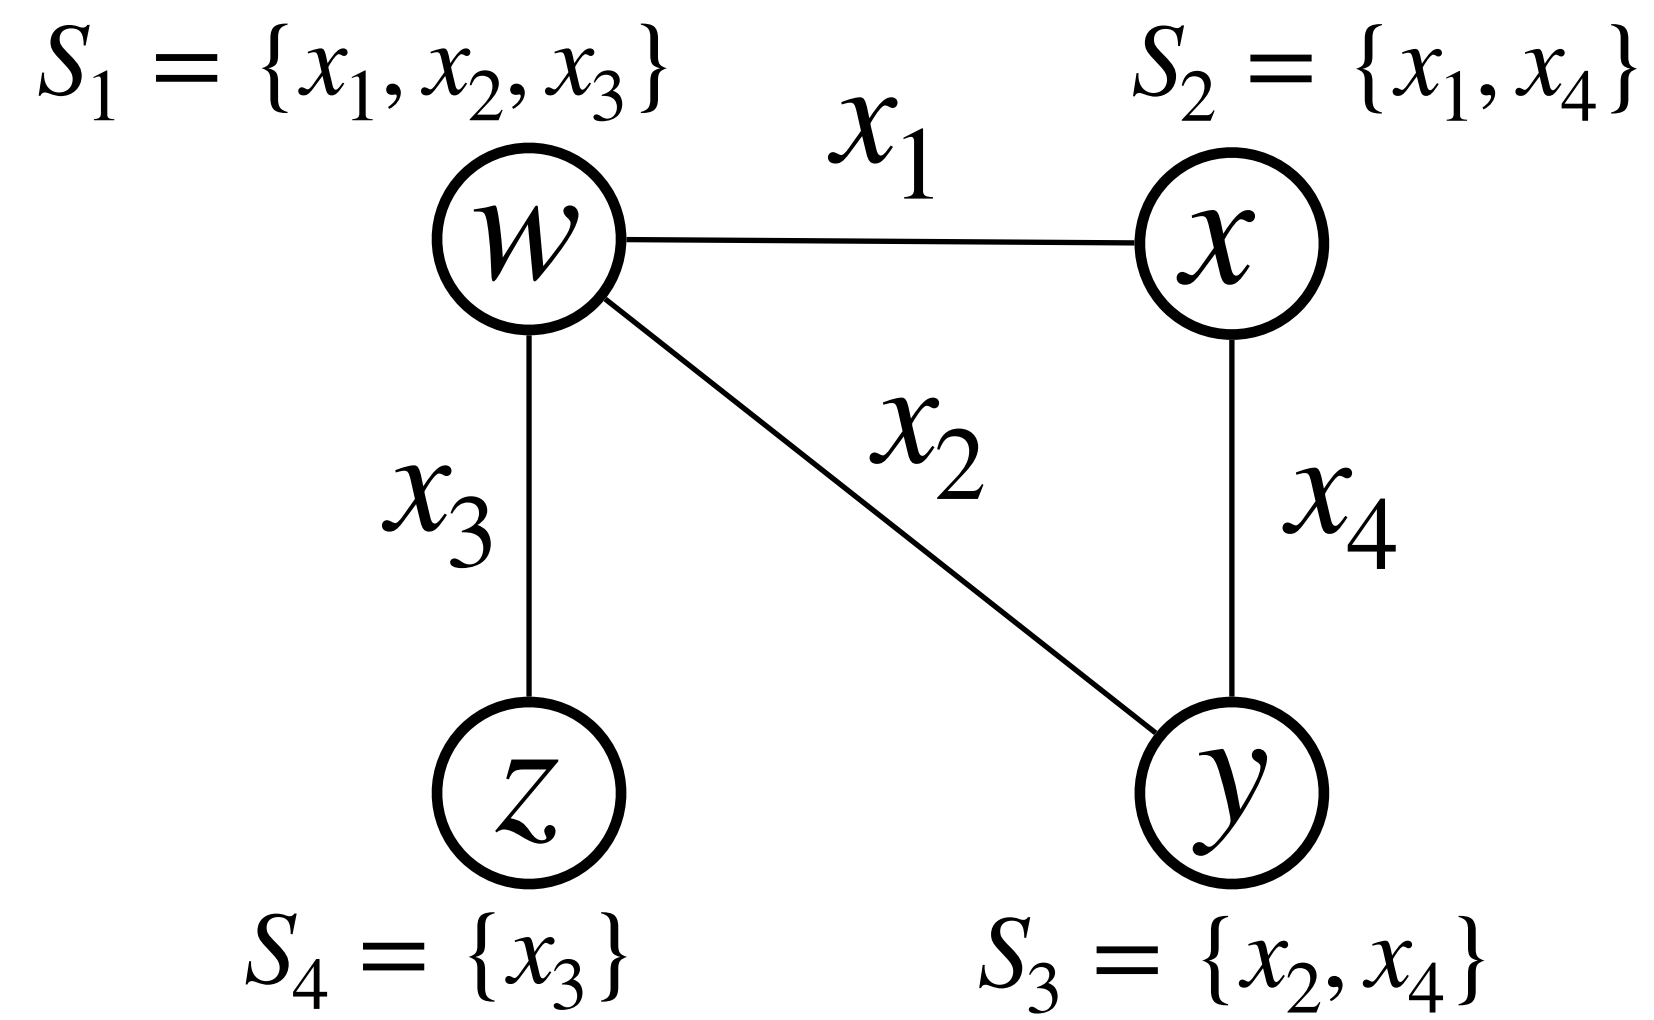 S₁ = {x₁, x₂, x₃}
S₂ = {x₁, x₄}
x₁
w
x
x₂
x₃
x₄
z
y
S₄ = {x₃}
S₃ = {x₂, x₄}